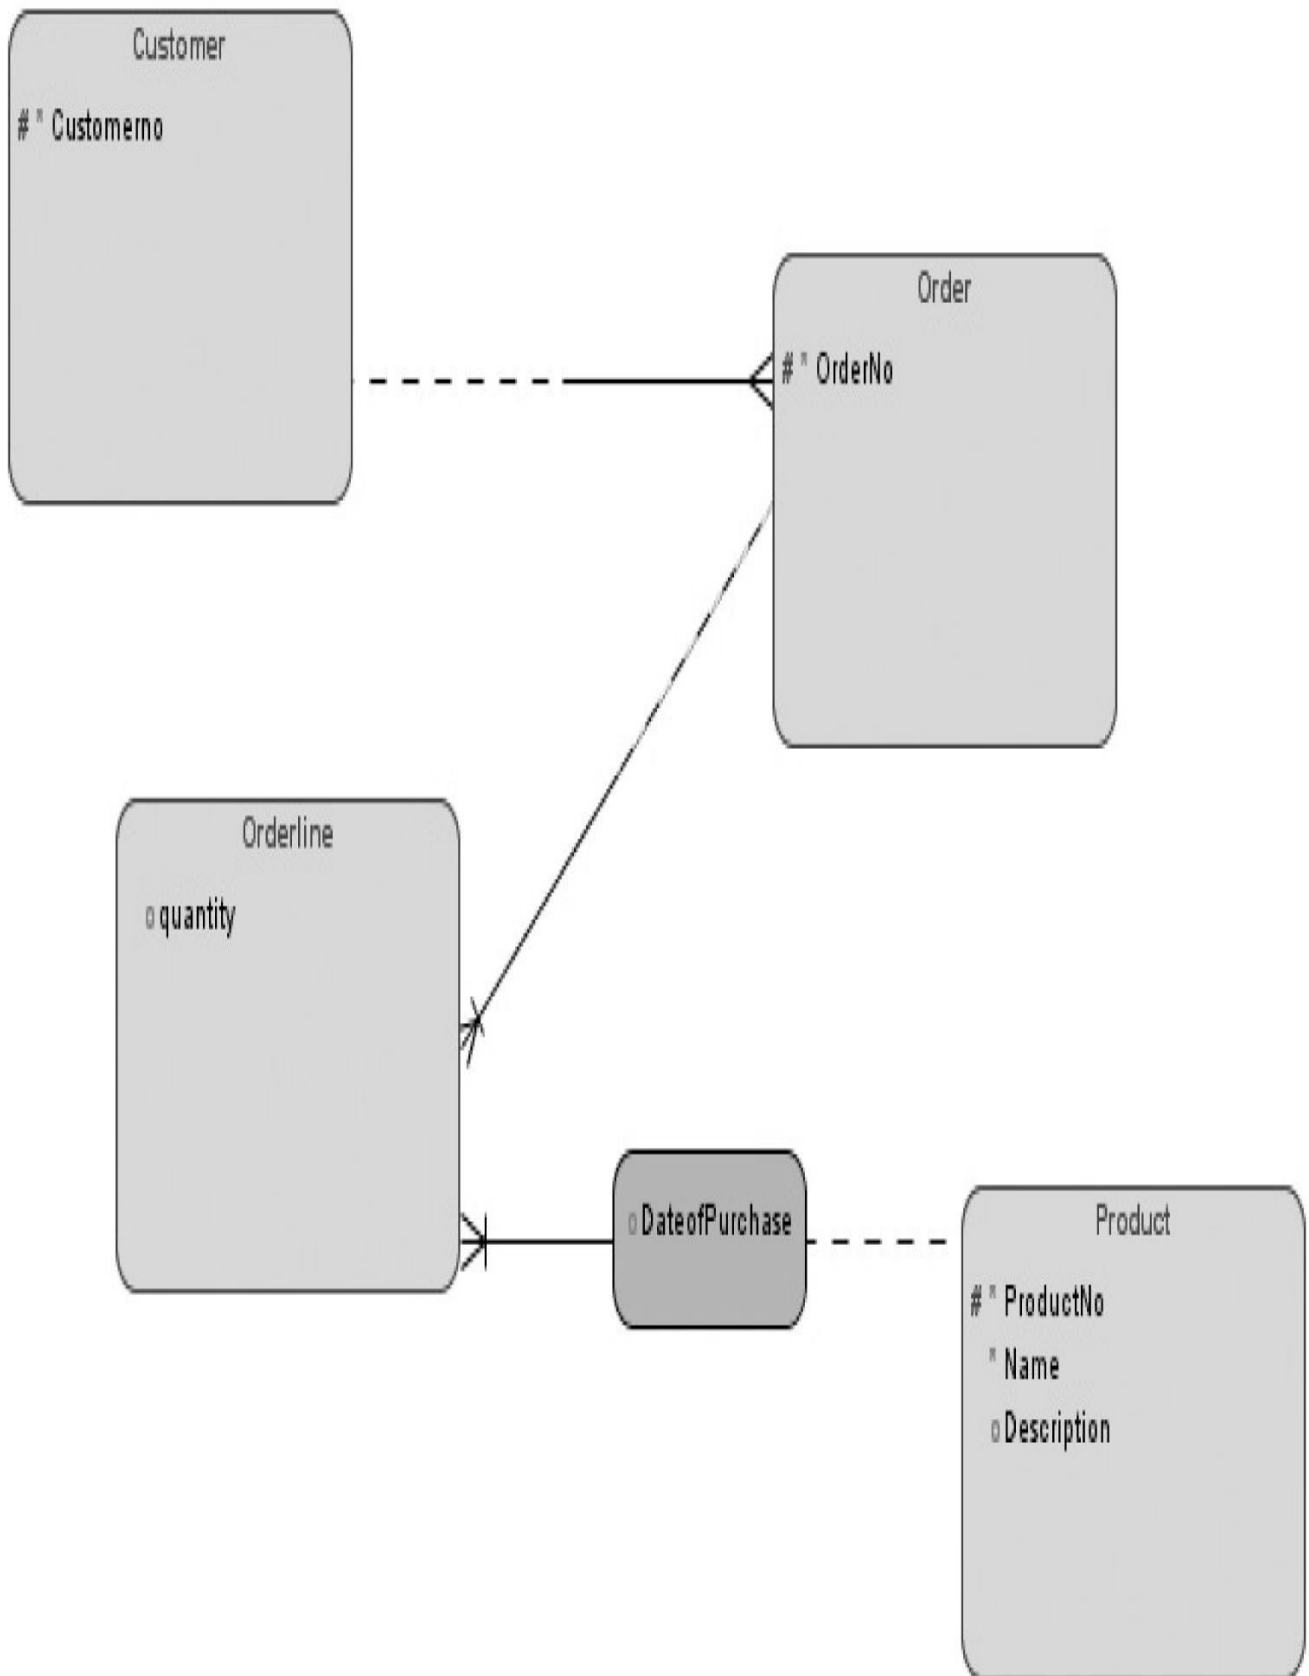 Customer
# * Customerno
Order
# * OrderNo
Orderline
o quantity
o DateofPurchase
Product
# * ProductNo
* Name
o Description